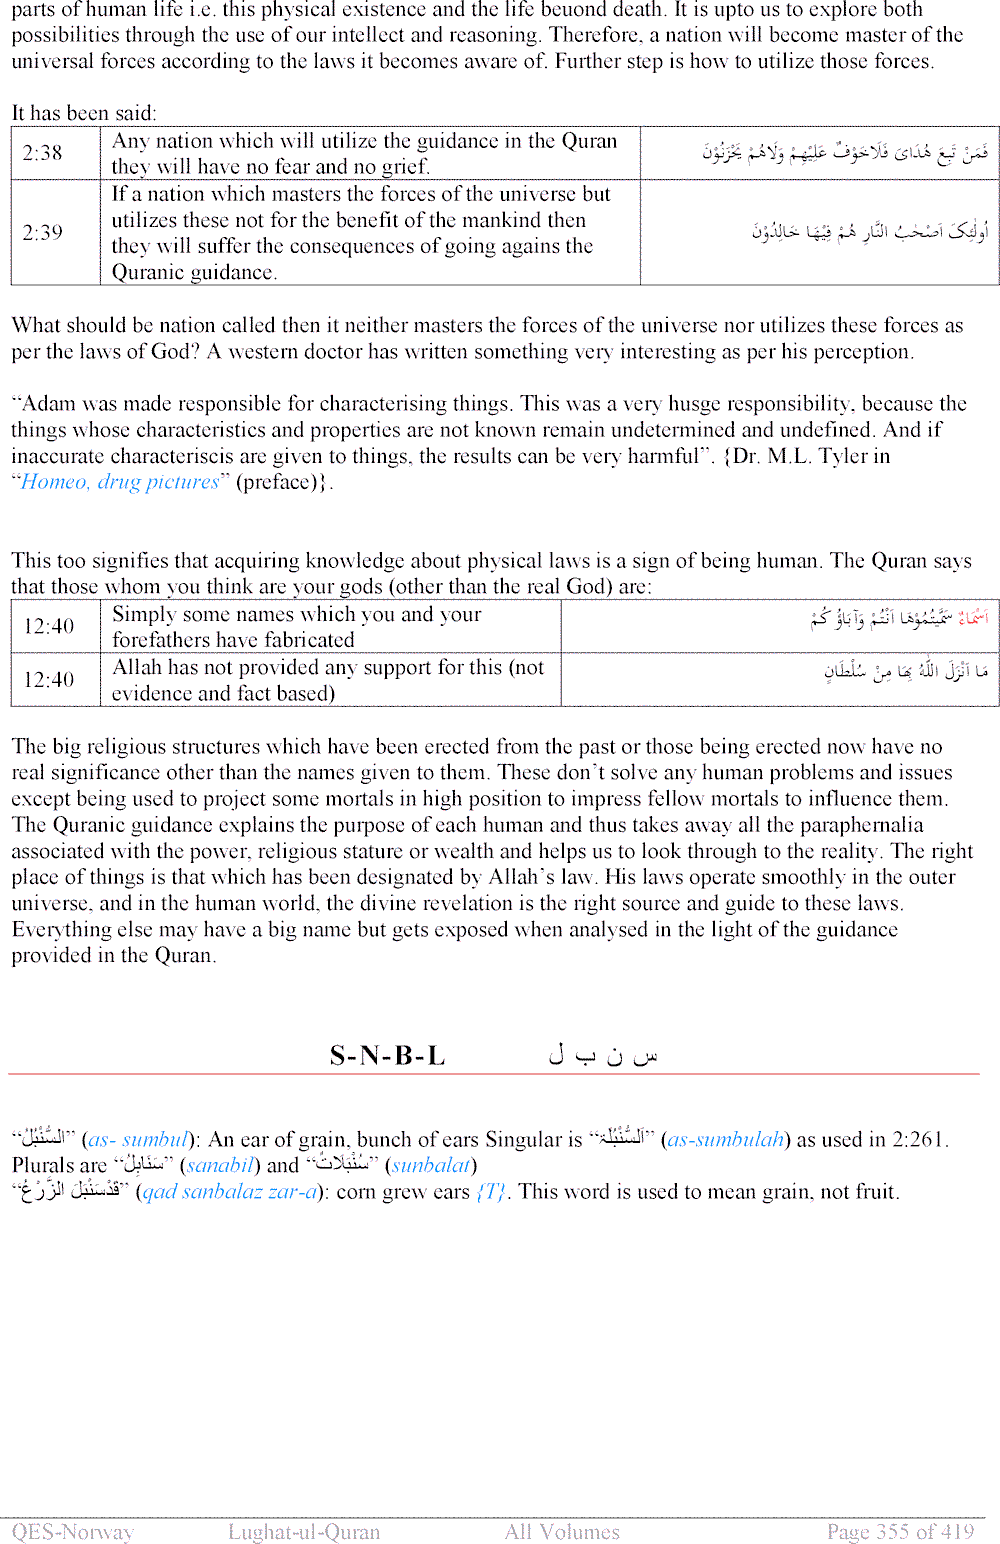 parts of human life i.e. this physical existence and the life beuond death. It is upto us to explore both
possibilities through the use of our intellect and reasoning. Therefore, a nation will become master of the
universal forces according to the laws it becomes aware of. Further step is how to utilize those forces.
It has been said:
2:38 Any nation which will utilize the guidance in the Quran فَمَنْ تَبِعَ هُدَایَ فَلَاخَوْفٌ عَلَیْہِمْ وَلَاھُمْ یَحْزَنُوْنَ
they will have no fear and no grief.
If a nation which masters the forces of the universe but
utilizes these not for the benefit of the mankind then
2:39 they will suffer the consequences of going agains the اُولٰئِکَ اَصْحٰبُ النَّارِ ھُمْ فِیْہَا خَالِدُوْنَ
Quranic guidance.
What should be nation called then it neither masters the forces of the universe nor utilizes these forces as
per the laws of God? A western doctor has written something very interesting as per his perception.
“Adam was made responsible for characterising things. This was a very husge responsibility, because the
things whose characteristics and properties are not known remain undetermined and undefined. And if
inaccurate characteriscis are given to things, the results can be very harmful”. {Dr. M.L. Tyler in
“Homeo, drug pictures” (preface)}.
This too signifies that acquiring knowledge about physical laws is a sign of being human. The Quran says
that those whom you think are your gods (other than the real God) are:
12:40 Simply some names which you and your اَسْمَاءٌ سَمَّیْتُمُوْھَا اَنْتُمْ وَآبَاؤُ کُمْ
forefathers have fabricated
12:40 Allah has not provided any support for this (not مَا اَنْزَلَ اللّٰہُ بِھَا مِنْ سُلْطَانٍ
evidence and fact based)
The big religious structures which have been erected from the past or those being erected now have no
real significance other than the names given to them. These don’t solve any human problems and issues
except being used to project some mortals in high position to impress fellow mortals to influence them.
The Quranic guidance explains the purpose of each human and thus takes away all the paraphernalia
associated with the power, religious stature or wealth and helps us to look through to the reality. The right
place of things is that which has been designated by Allah’s law. His laws operate smoothly in the outer
universe, and in the human world, the divine revelation is the right source and guide to these laws.
Everything else may have a big name but gets exposed when analysed in the light of the guidance
provided in the Quran.
S-N-B-L س ن ب ل
“اَلسُّنْبُلُ” (as- sumbul): An ear of grain, bunch of ears Singular is “اَلسُّنْبُلَۃ” (as-sumbulah) as used in 2:261.
Plurals are “سَنَابِلُ” (sanabil) and “سُنْبَلَاتٌ” (sunbalat)
“قَدْسَنْبَلَ الزَّرْعُ” (qad sanbalaz zar-a): corn grew ears {T}. This word is used to mean grain, not fruit.
QES-Norway Lughat-ul-Quran All Volumes Page 355 of 419